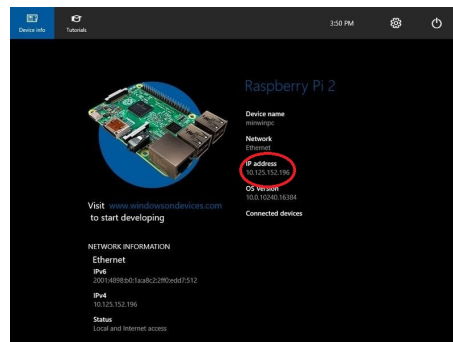 Device info
Tutorials
3:50 PM
Raspberry Pi 2
Device name
minwinpc
Network
Ethernet
IP address
10.125.152.196
OS version
10.0.10240.16384
Connected devices
Visit www.windowsondevices.com
to start developing
NETWORK INFORMATION
Ethernet
IPv6
2001:4898:b0:1a:a8c2:2ff0:edd7:512
IPv4
10.125.152.196
Status
Local and Internet access